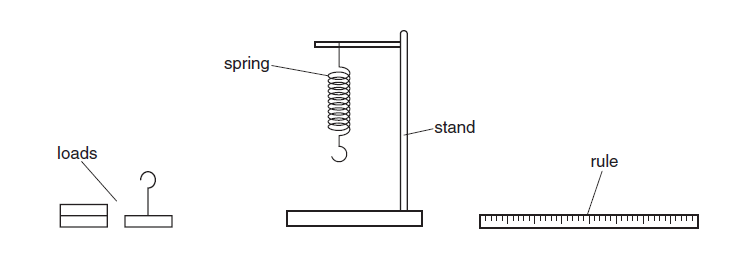 spring
stand
loads
rule